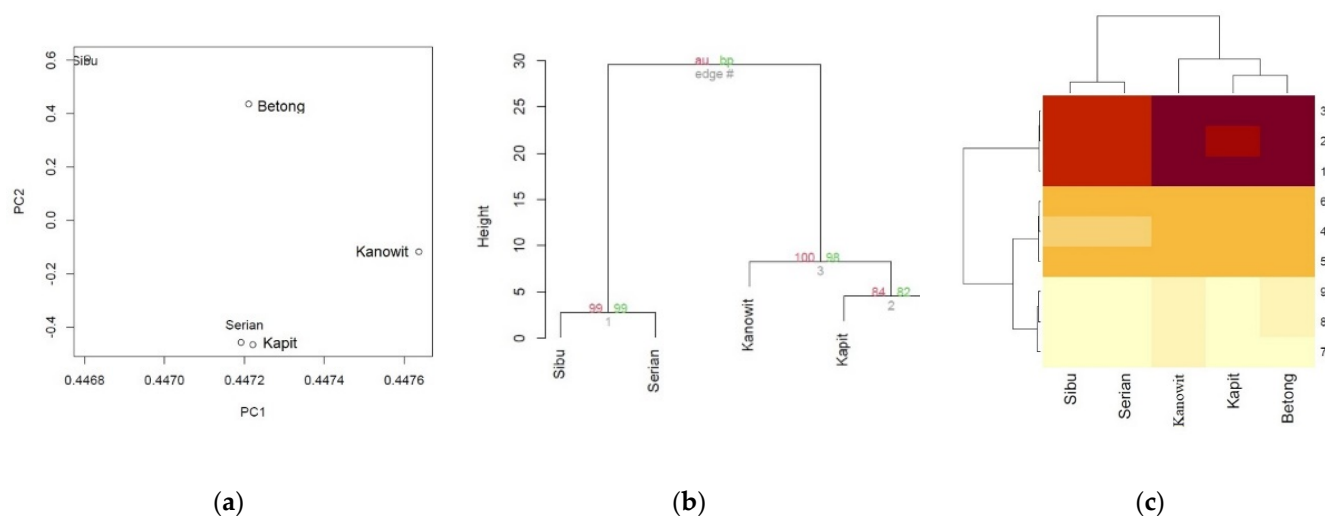 0.6
0.4
0.2
0.0
-0.2
-0.4
PC2
Sibu
Betong
Kanowit
Serian
Kapit
0.4468
0.4470
0.4472
0.4474
0.4476
PC1
(a)
30
25
20
15
10
5
0
Height
au bp
edge #
100 98
3
84 82
2
99 99
1
Sibu
Serian
Kanowit
Kapit
(b)
3
2
1
6
4
5
9
8
7
Sibu
Serian
Kanowit
Kapit
Betong
(c)